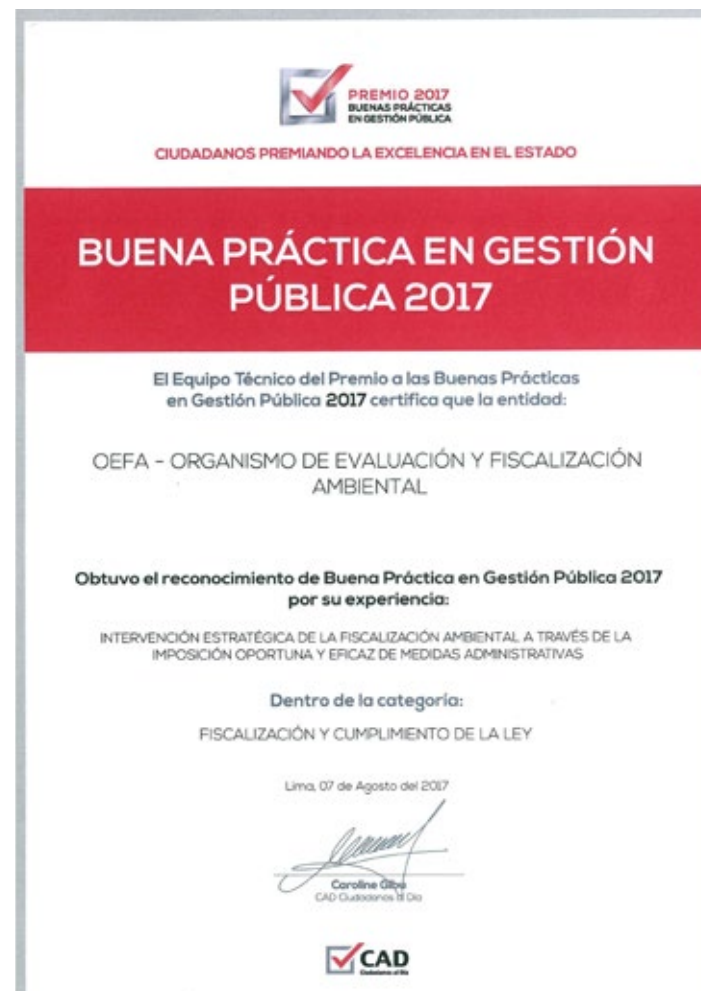 PREMIO 2017
BUENAS PRÁCTICAS
EN GESTIÓN PÚBLICA
CIUDADANOS PREMIANDO LA EXCELENCIA EN EL ESTADO
BUENA PRÁCTICA EN GESTIÓN
PÚBLICA 2017
El Equipo Técnico del Premio a las Buenas Prácticas
en Gestión Pública 2017 certifica que la entidad:
OEFA - ORGANISMO DE EVALUACIÓN Y FISCALIZACIÓN
AMBIENTAL
Obtuvo el reconocimiento de Buena Práctica en Gestión Pública 2017
por su experiencia:
INTERVENCIÓN ESTRATÉGICA DE LA FISCALIZACIÓN AMBIENTAL A TRAVÉS DE LA
IMPOSICIÓN OPORTUNA Y EFICAZ DE MEDIDAS ADMINISTRATIVAS
Dentro de la categoría:
FISCALIZACIÓN Y CUMPLIMIENTO DE LA LEY
Lima, 07 de Agosto del 2017
Caroline Gibu
CAD Ciudadanos al Día
CAD
Ciudadanos al Día